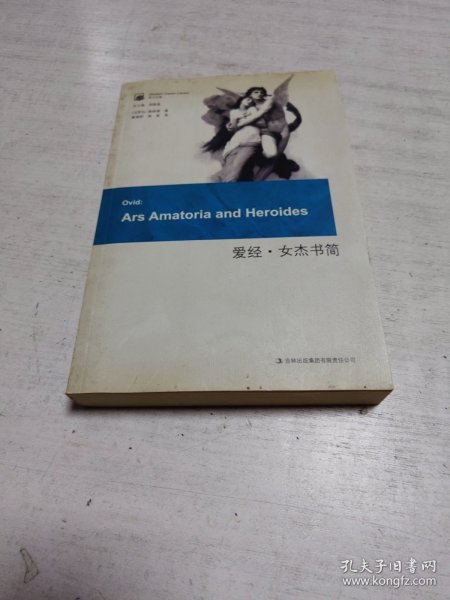 Ovid:
Ars Amatoria and Heroides
爱经·女杰书简
吉林出版集团有限责任公司
孔夫子旧书网
www.kongfz.com